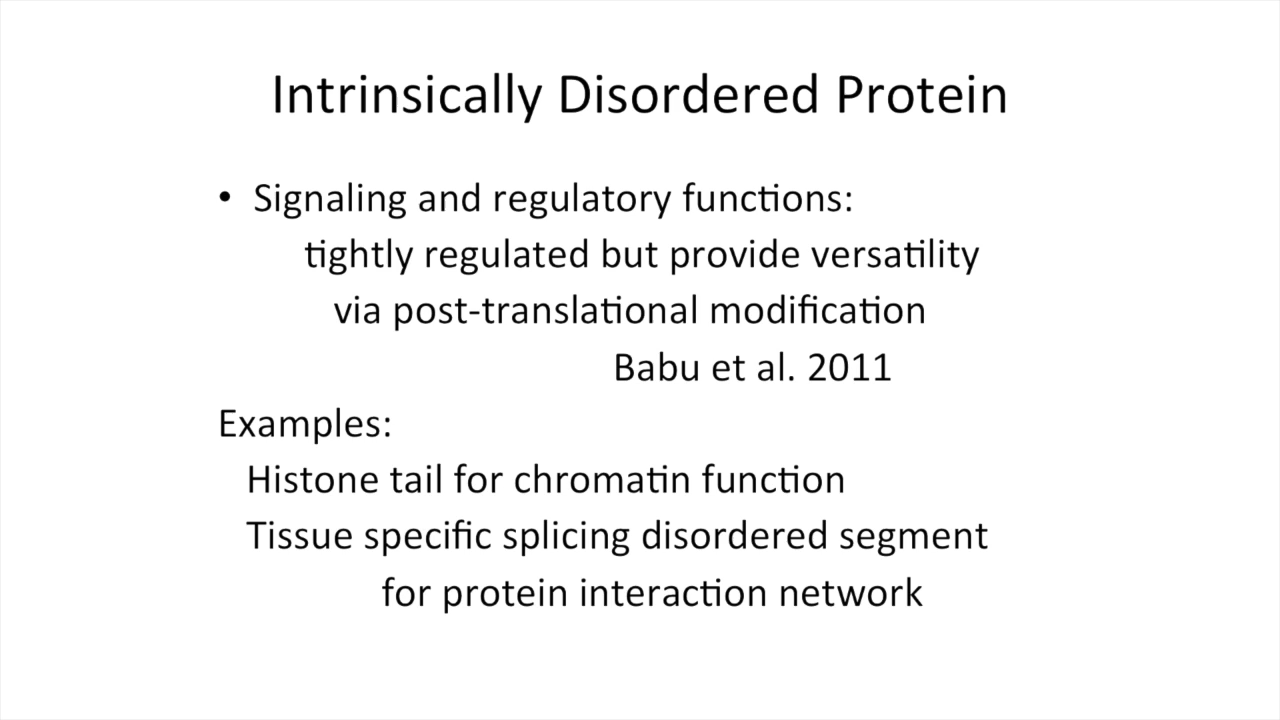 Intrinsically Disordered Protein
• Signaling and regulatory functions:
tightly regulated but provide versatility
via post-translational modification
Babu et al. 2011
Examples:
Histone tail for chromatin function
Tissue specific splicing disordered segment
for protein interaction network